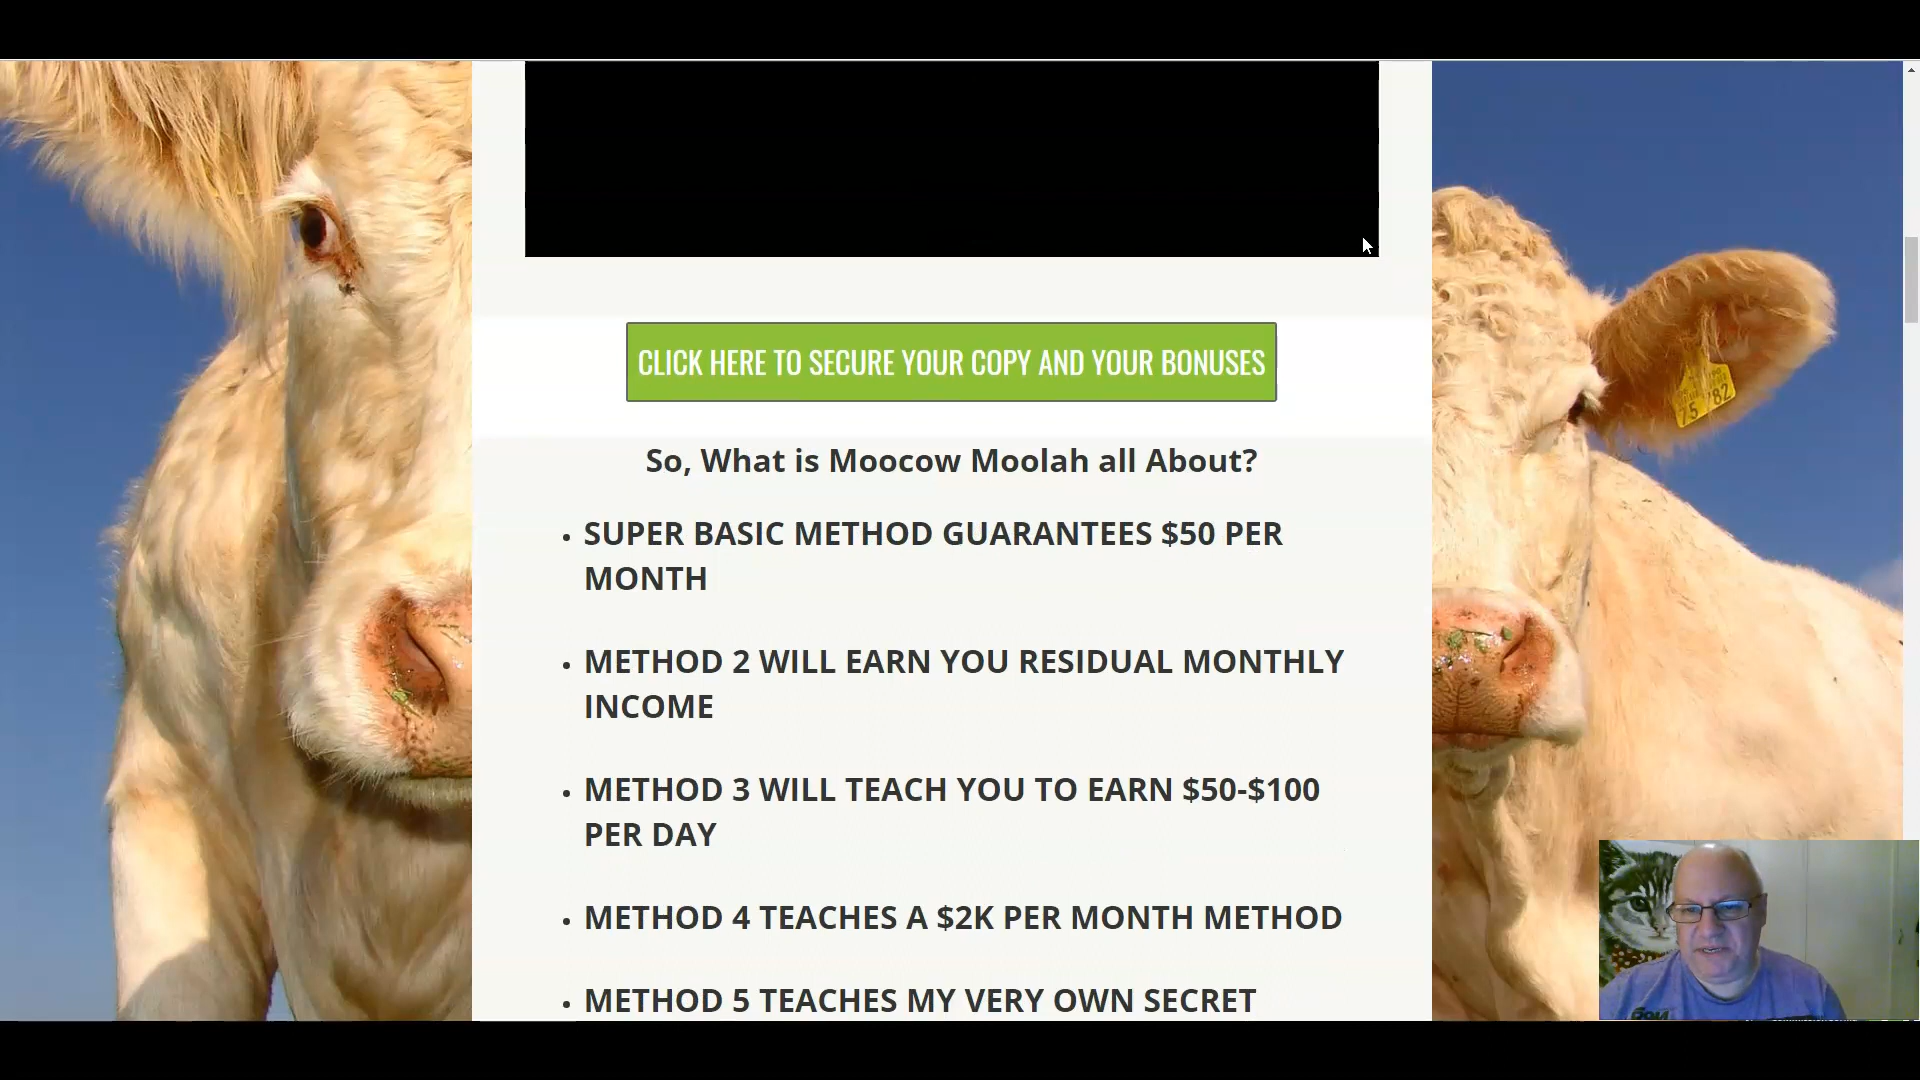 CLICK HERE TO SECURE YOUR COPY AND YOUR BONUSES
So, What is Moocow Moolah all About?
• SUPER BASIC METHOD GUARANTEES $50 PER
MONTH
• METHOD 2 WILL EARN YOU RESIDUAL MONTHLY
INCOME
• METHOD 3 WILL TEACH YOU TO EARN $50-$100
PER DAY
• METHOD 4 TEACHES A $2K PER MONTH METHOD
• METHOD 5 TEACHES MY VERY OWN SECRET
75 782